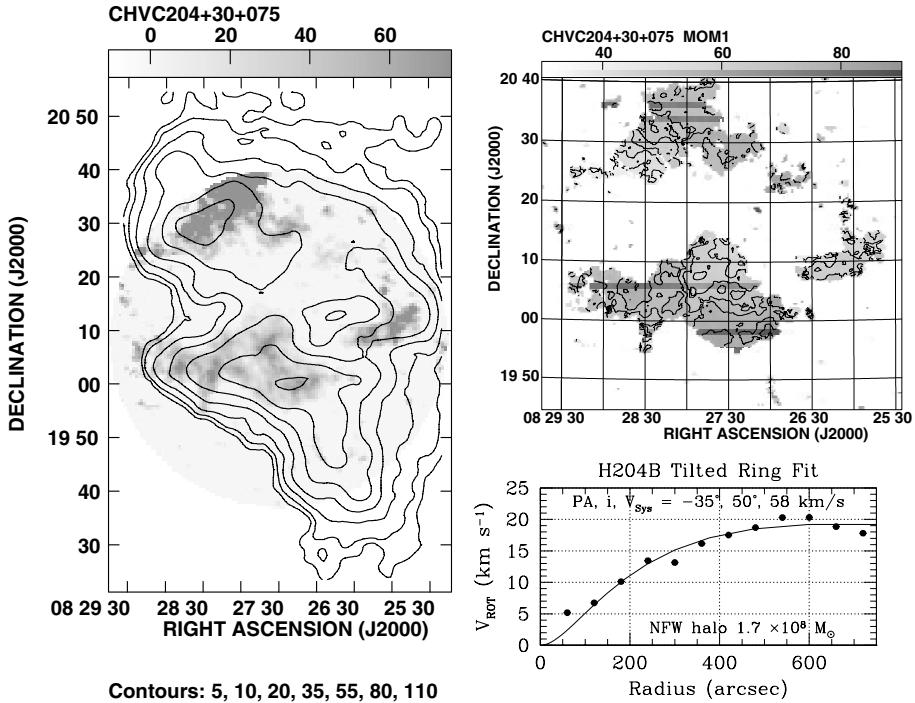 CHVC204+30+075
0 20 40 60
20 50
40
30
20
10
00
19 50
40
30
DECLINATION (J2000)
08 29 30 28 30 27 30 26 30 25 30
RIGHT ASCENSION (J2000)
Contours: 5, 10, 20, 35, 55, 80, 110
CHVC204+30+075 MOM1
40 60 80
20 40
30
20
10
00
19 50
DECLINATION (J2000)
08 29 30 28 30 27 30 26 30 25 30
RIGHT ASCENSION (J2000)
H204B Tilted Ring Fit
PA, i, V_Sys = −35°, 50°, 58 km/s
25
20
15
10
5
0
V_ROT (km s⁻¹)
NFW halo 1.7 ×10⁸ M⊙
0 200 400 600
Radius (arcsec)